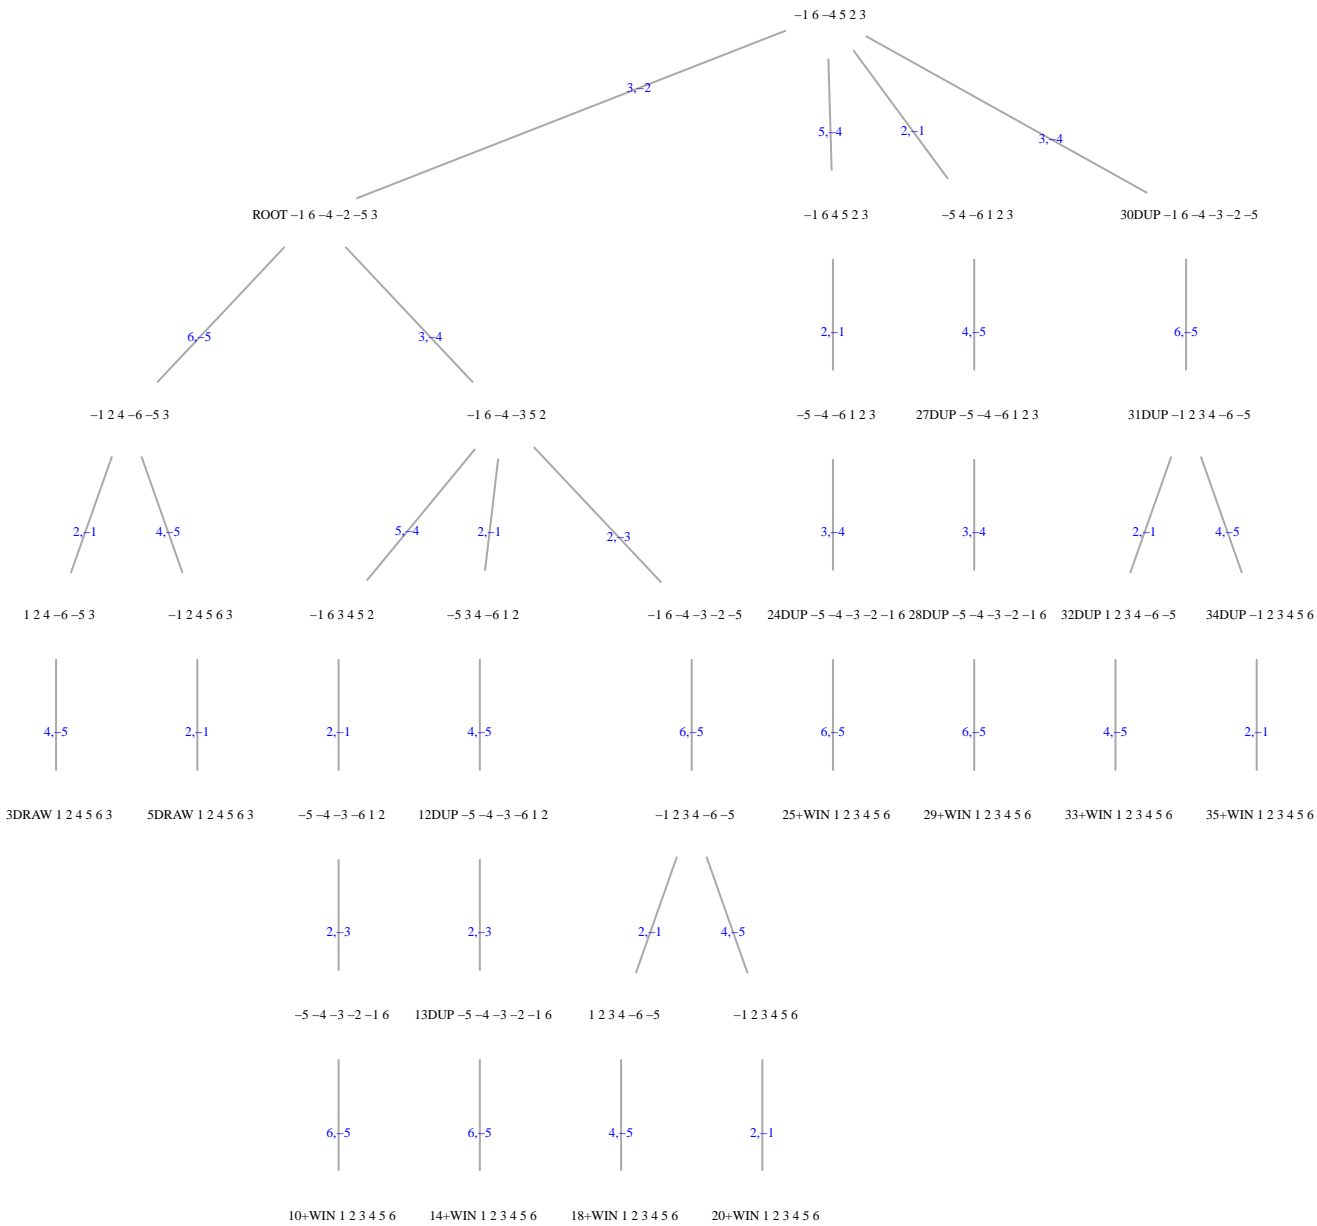 −1 6 −4 5 2 3
3,−2
5,−4
2,−1
3,−4
ROOT −1 6 −4 −2 −5 3
−1 6 4 5 2 3
−5 4 −6 1 2 3
30DUP −1 6 −4 −3 −2 −5
6,−5
3,−4
2,−1
4,−5
6,−5
−1 2 4 −6 −5 3
−1 6 −4 −3 5 2
−5 −4 −6 1 2 3
27DUP −5 −4 −6 1 2 3
31DUP −1 2 3 4 −6 −5
2,−1
4,−5
5,−4
2,−1
2,−3
3,−4
3,−4
2,−1
4,−5
1 2 4 −6 −5 3
−1 2 4 5 6 3
−1 6 3 4 5 2
−5 3 4 −6 1 2
−1 6 −4 −3 −2 −5
24DUP −5 −4 −3 −2 −1 6
28DUP −5 −4 −3 −2 −1 6
32DUP 1 2 3 4 −6 −5
34DUP −1 2 3 4 5 6
4,−5
2,−1
2,−1
4,−5
6,−5
6,−5
6,−5
4,−5
2,−1
3DRAW 1 2 4 5 6 3
5DRAW 1 2 4 5 6 3
−5 −4 −3 −6 1 2
12DUP −5 −4 −3 −6 1 2
−1 2 3 4 −6 −5
25+WIN 1 2 3 4 5 6
29+WIN 1 2 3 4 5 6
33+WIN 1 2 3 4 5 6
35+WIN 1 2 3 4 5 6
2,−3
2,−3
2,−1
4,−5
−5 −4 −3 −2 −1 6
13DUP −5 −4 −3 −2 −1 6
1 2 3 4 −6 −5
−1 2 3 4 5 6
6,−5
6,−5
4,−5
2,−1
10+WIN 1 2 3 4 5 6
14+WIN 1 2 3 4 5 6
18+WIN 1 2 3 4 5 6
20+WIN 1 2 3 4 5 6